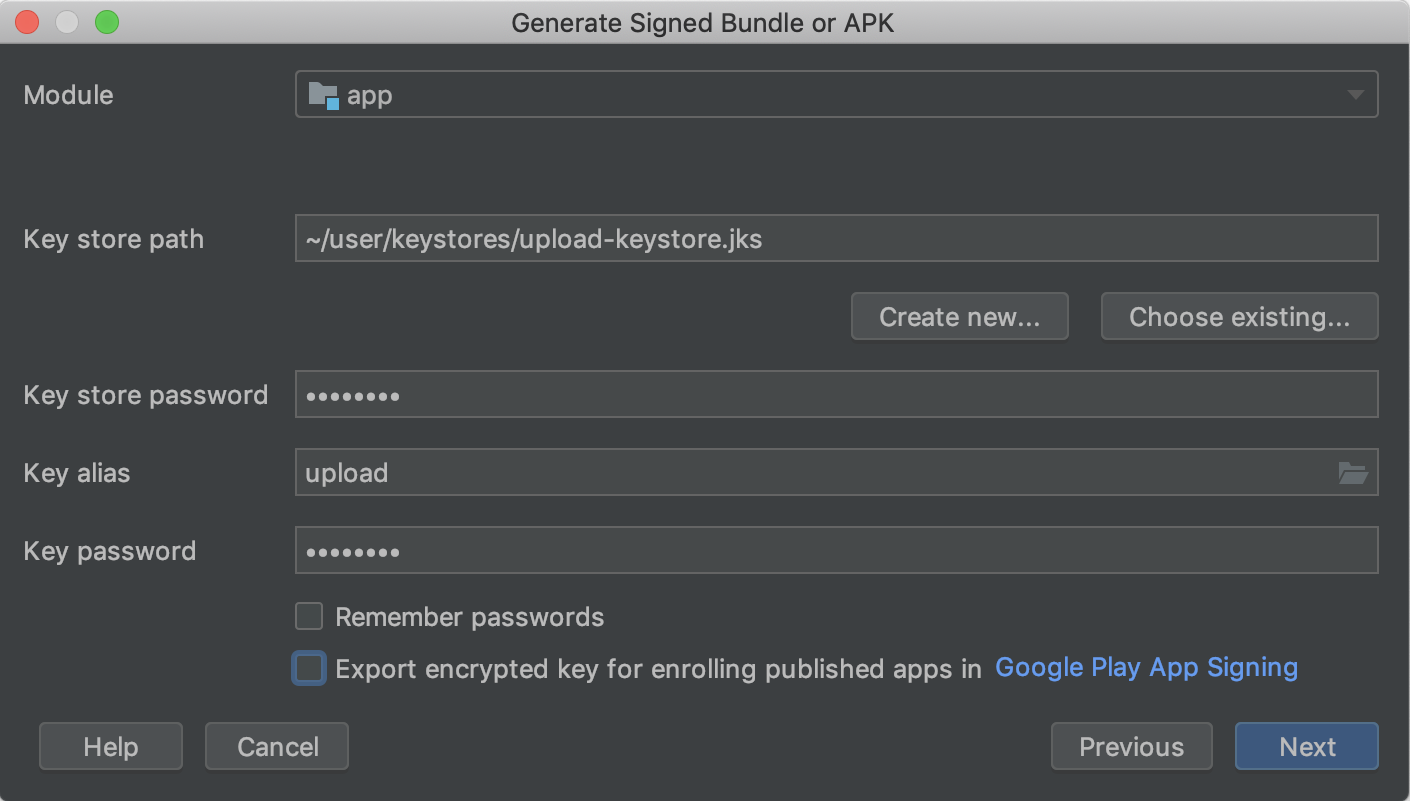 Generate Signed Bundle or APK
Module
app
Key store path
~/user/keystores/upload-keystore.jks
Create new...
Choose existing...
Key store password
••••••••
Key alias
upload
Key password
••••••••
Remember passwords
Export encrypted key for enrolling published apps in Google Play App Signing
Help
Cancel
Previous
Next